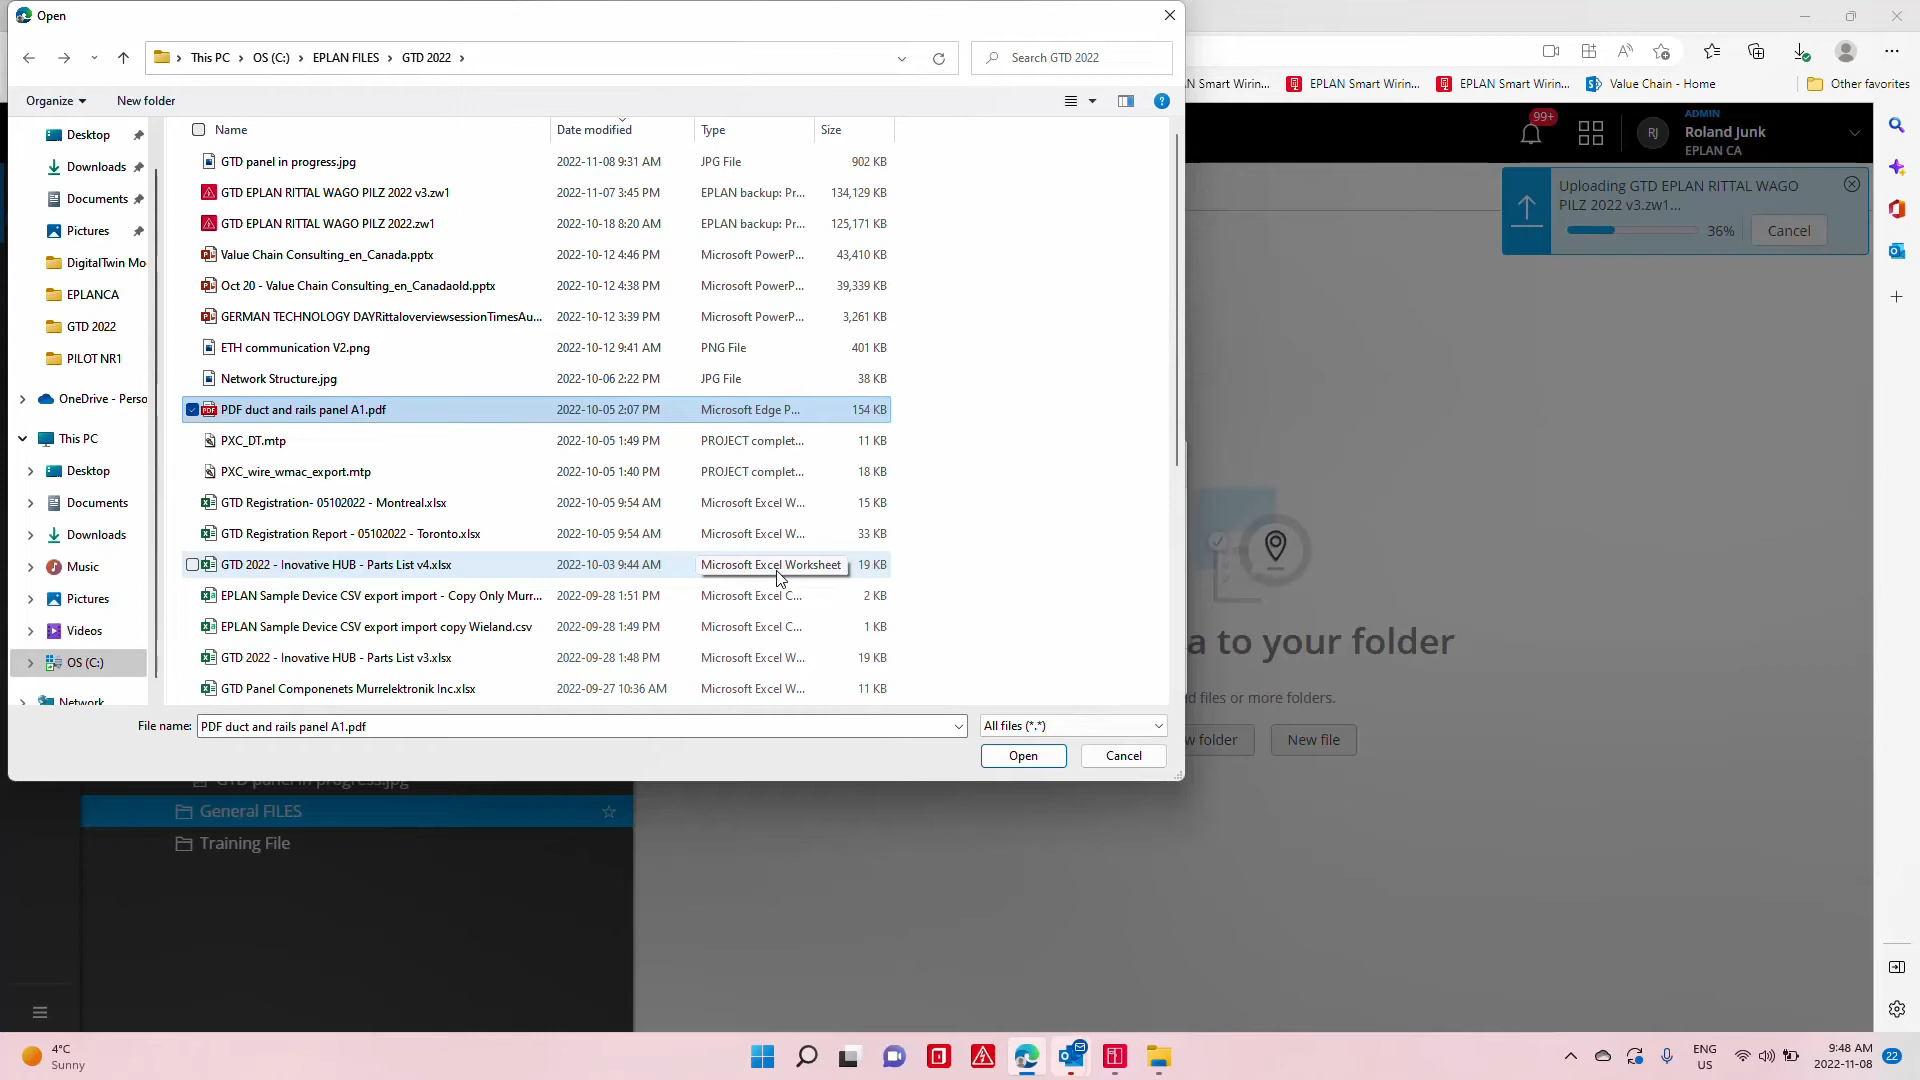 Open
This PC
OS (C:)
EPLAN FILES
GTD 2022
Search GTD 2022
N Smart Wirin...
EPLAN Smart Wirin...
EPLAN Smart Wirin...
Value Chain - Home
Other favorites
Organize
New folder
Name
Date modified
Type
Size
Desktop
Downloads
Documents
Pictures
DigitalTwin Mo
EPLANCA
GTD 2022
PILOT NR1
OneDrive - Perso
This PC
Desktop
Documents
Downloads
Music
Pictures
Videos
OS (C:)
Network
GTD panel in progress.jpg 2022-11-08 9:31 AM JPG File 902 KB
GTD EPLAN RITTAL WAGO PILZ 2022 v3.zw1 2022-11-07 3:45 PM EPLAN backup: Pr... 134,129 KB
GTD EPLAN RITTAL WAGO PILZ 2022.zw1 2022-10-18 8:20 AM EPLAN backup: Pr... 125,171 KB
Value Chain Consulting_en_Canada.pptx 2022-10-12 4:46 PM Microsoft PowerP... 43,410 KB
Oct 20 - Value Chain Consulting_en_Canadaold.pptx 2022-10-12 4:38 PM Microsoft PowerP... 39,339 KB
GERMAN TECHNOLOGY DAYRittaloverviewsessionTimesAu... 2022-10-12 3:39 PM Microsoft PowerP... 3,261 KB
ETH communication V2.png 2022-10-12 9:41 AM PNG File 401 KB
Network Structure.jpg 2022-10-06 2:22 PM JPG File 38 KB
PDF duct and rails panel A1.pdf 2022-10-05 2:07 PM Microsoft Edge P... 154 KB
PXC_DT.mtp 2022-10-05 1:49 PM PROJECT complet... 11 KB
PXC_wire_wmac_export.mtp 2022-10-05 1:40 PM PROJECT complet... 18 KB
GTD Registration- 05102022 - Montreal.xlsx 2022-10-05 9:54 AM Microsoft Excel W... 15 KB
GTD Registration Report - 05102022 - Toronto.xlsx 2022-10-05 9:54 AM Microsoft Excel W... 33 KB
GTD 2022 - Inovative HUB - Parts List v4.xlsx 2022-10-03 9:44 AM Microsoft Excel Worksheet 19 KB
EPLAN Sample Device CSV export import - Copy Only Murr... 2022-09-28 1:51 PM Microsoft Excel C... 2 KB
EPLAN Sample Device CSV export import copy Wieland.csv 2022-09-28 1:49 PM Microsoft Excel C... 1 KB
GTD 2022 - Inovative HUB - Parts List v3.xlsx 2022-09-28 1:48 PM Microsoft Excel W... 19 KB
GTD Panel Componenets Murrelektronik Inc.xlsx 2022-09-27 10:36 AM Microsoft Excel W... 11 KB
File name: PDF duct and rails panel A1.pdf
All files (*.*)
Open
Cancel
99+
RJ
ADMIN
Roland Junk
EPLAN CA
Uploading GTD EPLAN RITTAL WAGO
PILZ 2022 v3.zw1...
36%
Cancel
a to your folder
d files or more folders.
w folder
New file
GTD panel in progress.jpg
General FILES
Training File
4°C
Sunny
ENG
US
9:48 AM
2022-11-08
22